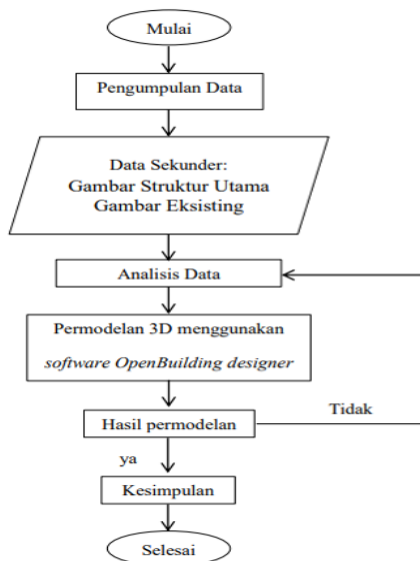 Mulai
Pengumpulan Data
Data Sekunder:
Gambar Struktur Utama
Gambar Eksisting
Analisis Data
Permodelan 3D menggunakan
software OpenBuilding designer
Hasil permodelan
Tidak
ya
Kesimpulan
Selesai